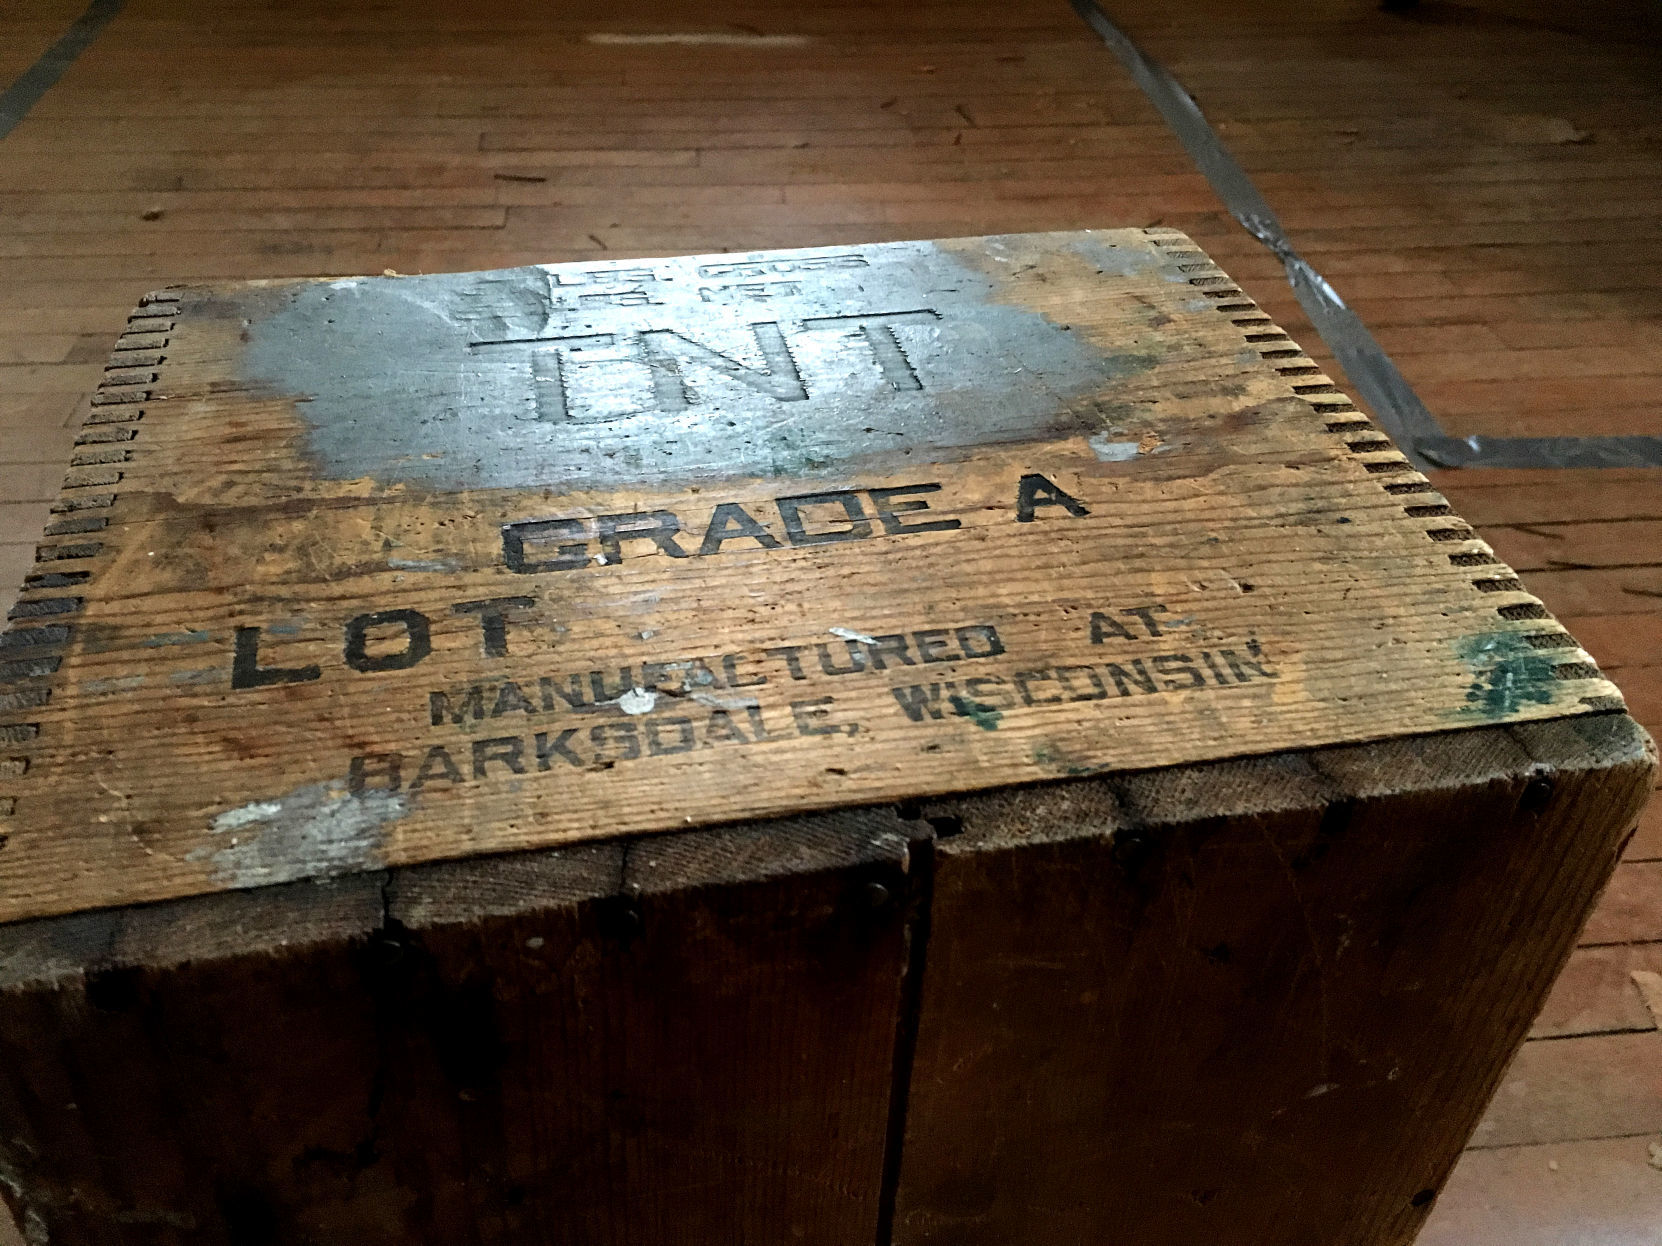 TNT
GRADE A
LOT
MANUFACTURED AT
BARKSDALE, WISCONSIN